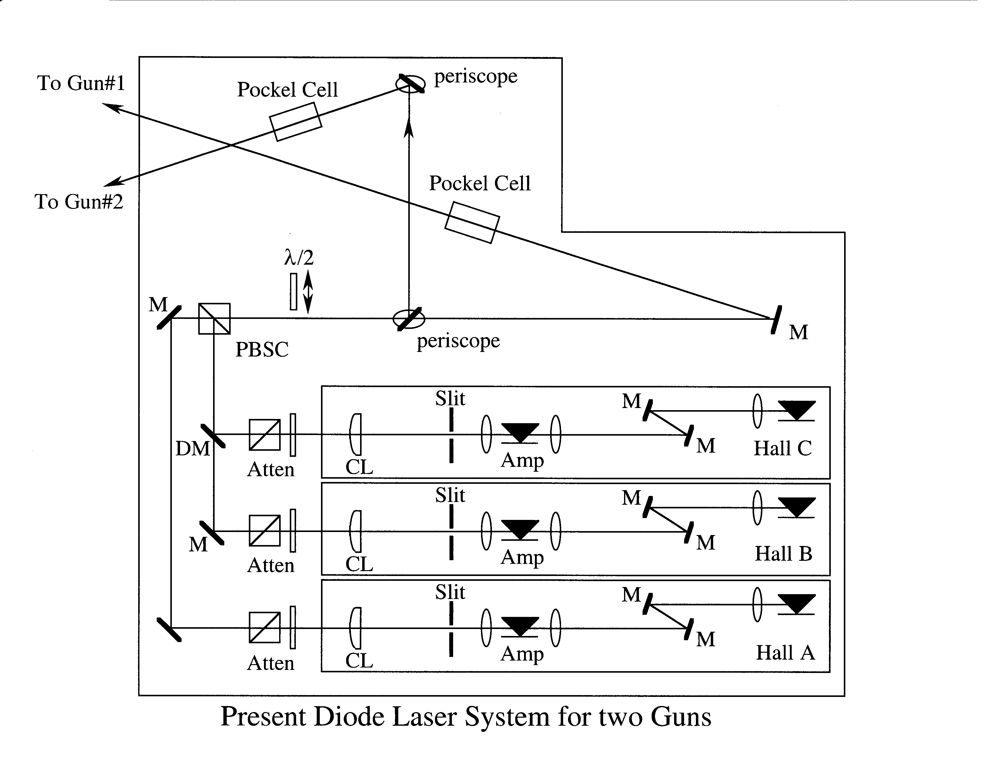 periscope
To Gun#1
Pockel Cell
Pockel Cell
To Gun#2
λ/2
M
M
periscope
PBSC
Slit
M
M
Hall C
DM
Atten
CL
Amp
Slit
M
M
M
Hall B
Atten
CL
Amp
Slit
M
M
Hall A
Atten
CL
Amp
Present Diode Laser System for two Guns